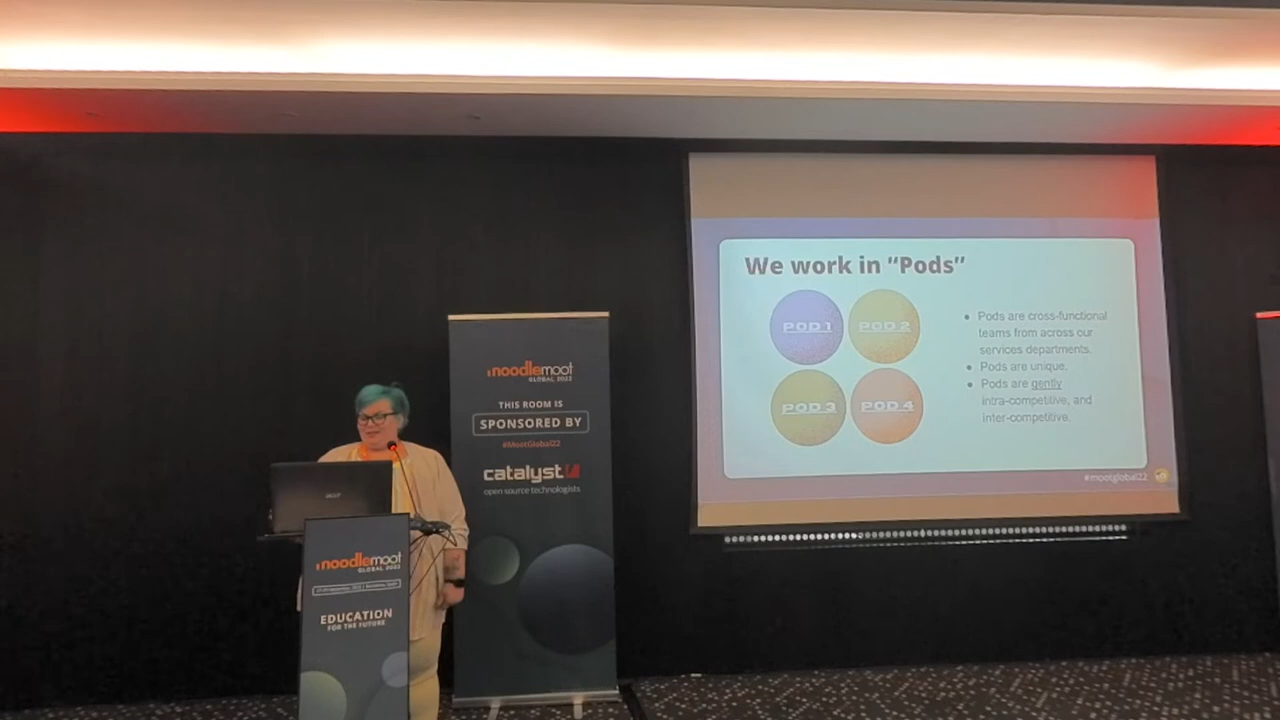 We work in “Pods”
POD 1
POD 2
POD 3
POD 4
Pods are cross-functional
teams from across our
services departments.
Pods are unique.
Pods are gently
intra-competitive, and
inter-competitive.
#mootglobal22
moodlemoot
GLOBAL 2022
THIS ROOM IS
SPONSORED BY
#MootGlobal22
catalyst
open source technologists
acer
moodlemoot
GLOBAL 2022
EDUCATION
FOR THE FUTURE